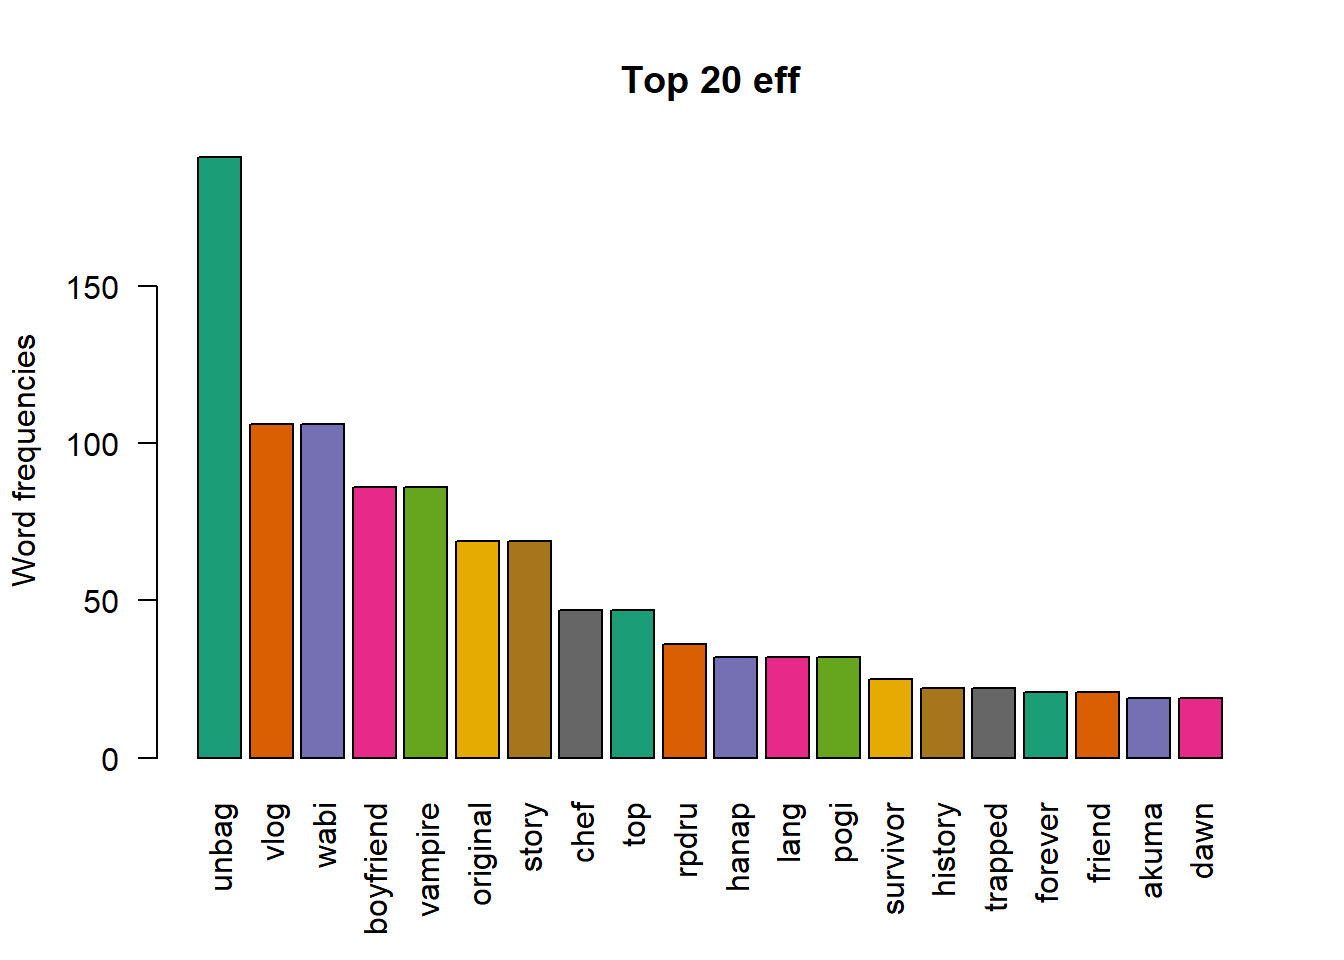 Top 20 eff
Word frequencies
150
100
50
0
unbag
vlog
wabi
boyfriend
vampire
original
story
chef
top
rpdru
hanap
lang
pogi
survivor
history
trapped
forever
friend
akuma
dawn